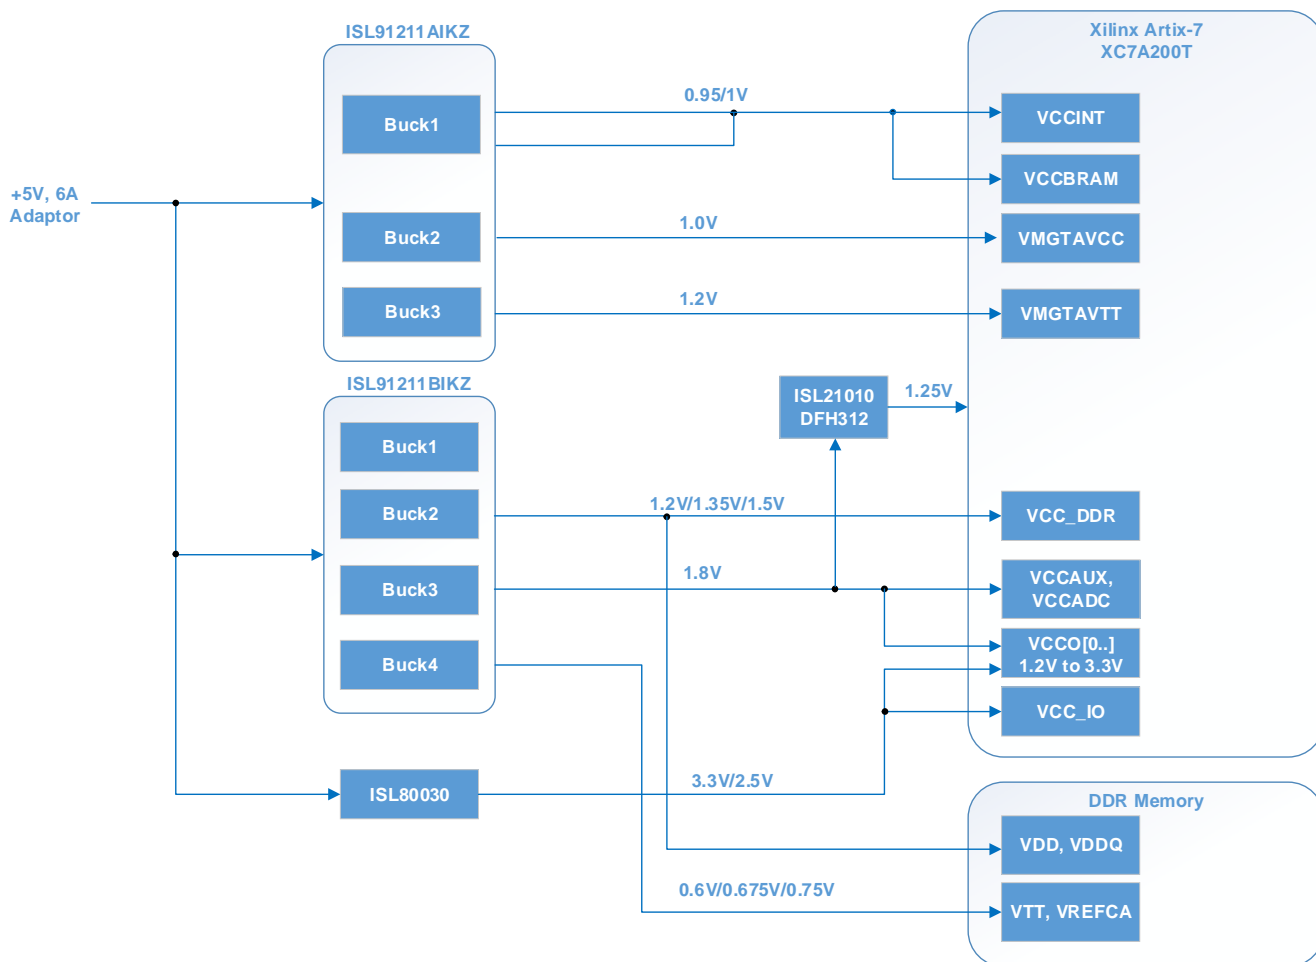 ISL91211AIKZ
Xilinx Artix-7
XC7A200T
0.95/1V
Buck1
VCCINT
VCCBRAM
+5V, 6A
Adaptor
1.0V
Buck2
VMGTAVCC
1.2V
Buck3
VMGTAVTT
ISL91211BIKZ
ISL21010
DFH312
1.25V
Buck1
1.2V/1.35V/1.5V
Buck2
VCC_DDR
1.8V
Buck3
VCCAUX,
VCCADC
Buck4
VCCO[0..]
1.2V to 3.3V
VCC_IO
3.3V/2.5V
ISL80030
DDR Memory
VDD, VDDQ
0.6V/0.675V/0.75V
VTT, VREFCA